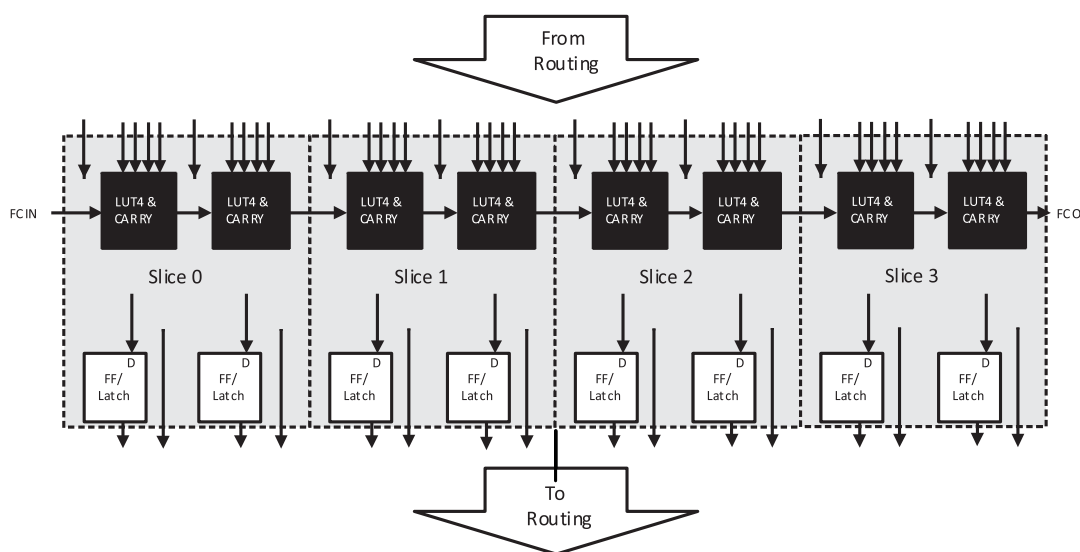 From
Routing
LUT4 &
CARRY
LUT4 &
CARRY
LUT4 &
CARRY
LUT4 &
CARRY
LUT4 &
CARRY
LUT4 &
CARRY
LUT4 &
CARRY
LUT4 &
CARRY
FCIN
FCO
Slice 0
Slice 1
Slice 2
Slice 3
D
FF/
Latch
D
FF/
Latch
D
FF/
Latch
D
FF/
Latch
D
FF/
Latch
D
FF/
Latch
D
FF/
Latch
D
FF/
Latch
To
Routing